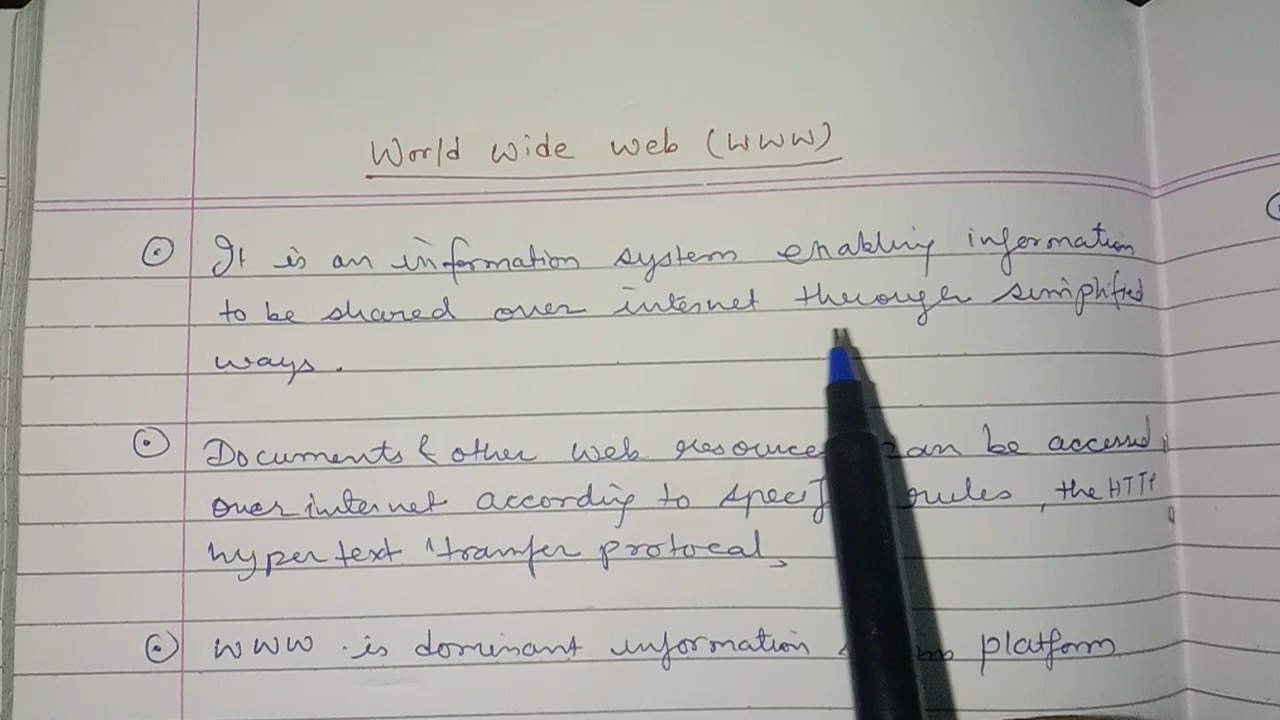 World wide web (WWW)
It is an information system enabling information
to be shared over internet through simplified
ways.
Documents & other web resources can be accessed
over internet according to rules, the HTTP
hypertext transfer protocal,
WWW is dominant information platform